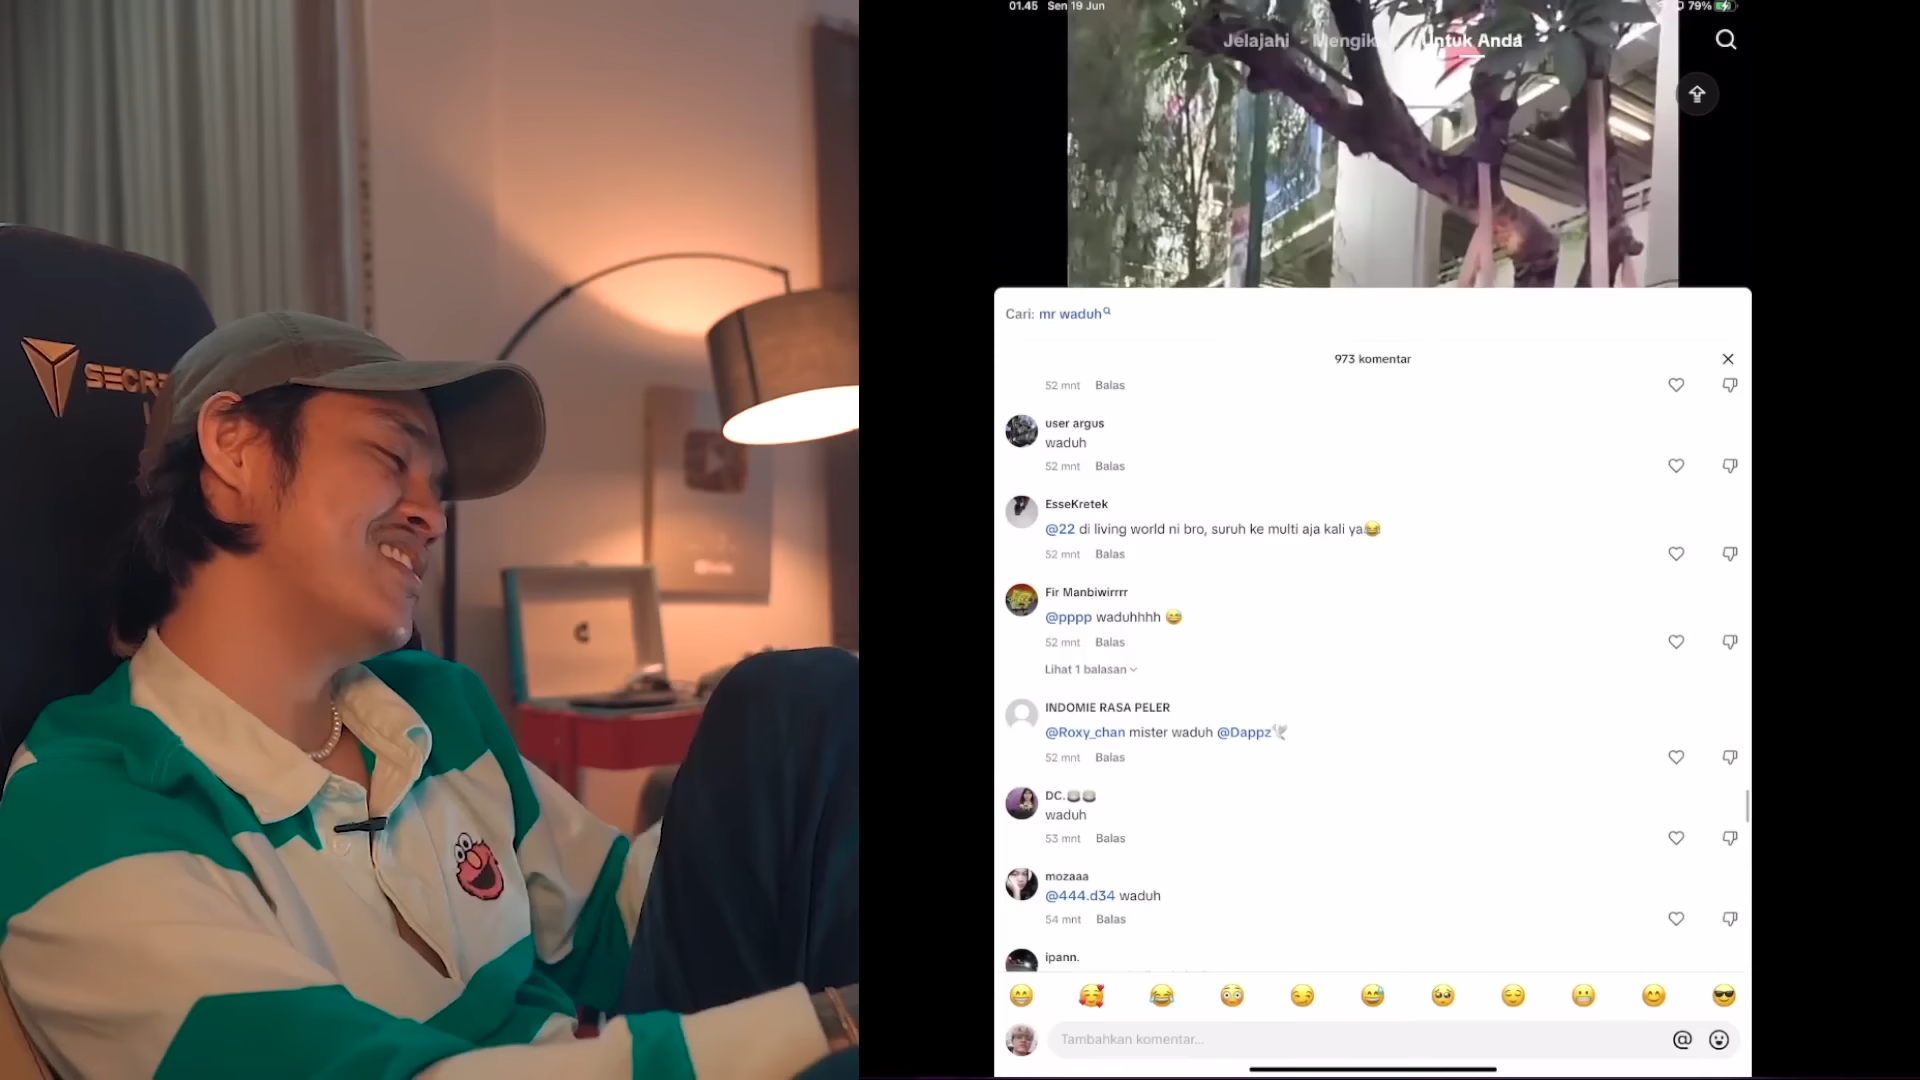 SECRE
01.45 Sen 19 Jun
79%
Jelajahi
Untuk Anda
Cari: mr waduh
973 komentar
52 mnt Balas
user argus
waduh
52 mnt Balas
EsseKretek
@22 di living world ni bro, suruh ke multi aja kali ya😂
52 mnt Balas
Fir Manbiwirrrr
@pppp waduhhhh 😅
52 mnt Balas
Lihat 1 balasan
INDOMIE RASA PELER
@Roxy_chan mister waduh @Dappz🕊
52 mnt Balas
DC.
waduh
53 mnt Balas
mozaaa
@444.d34 waduh
54 mnt Balas
ipann.
Tambahkan komentar...
@